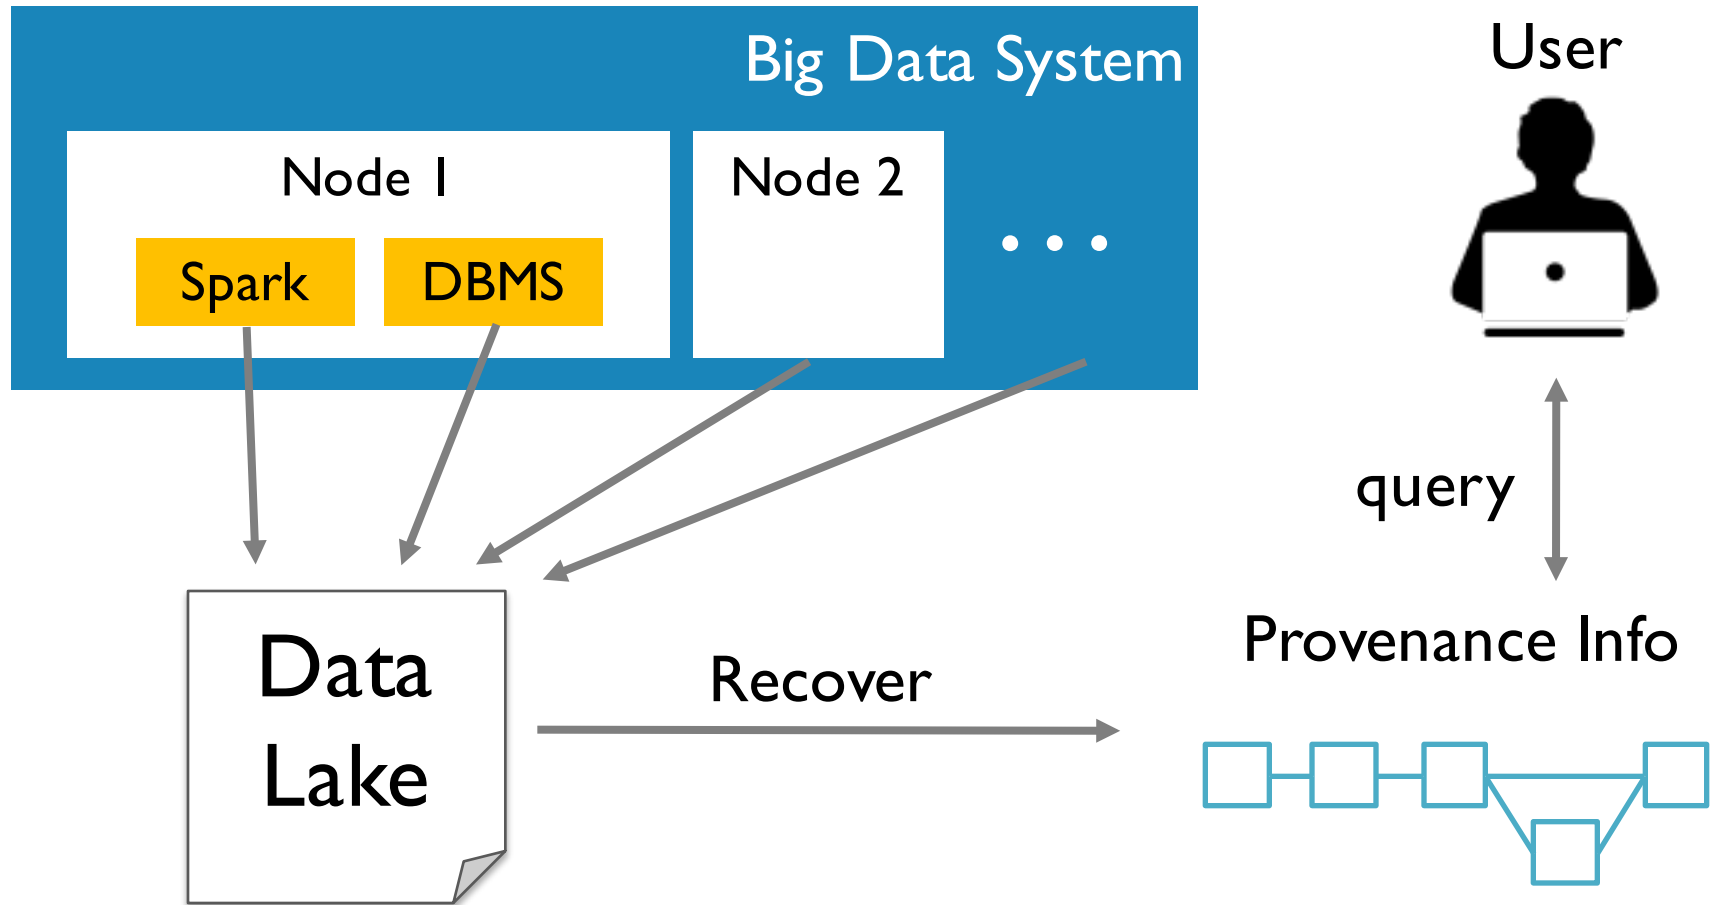 Big Data System
Node 1
Node 2
Spark
DBMS
...
User
query
Data
Lake
Recover
Provenance Info